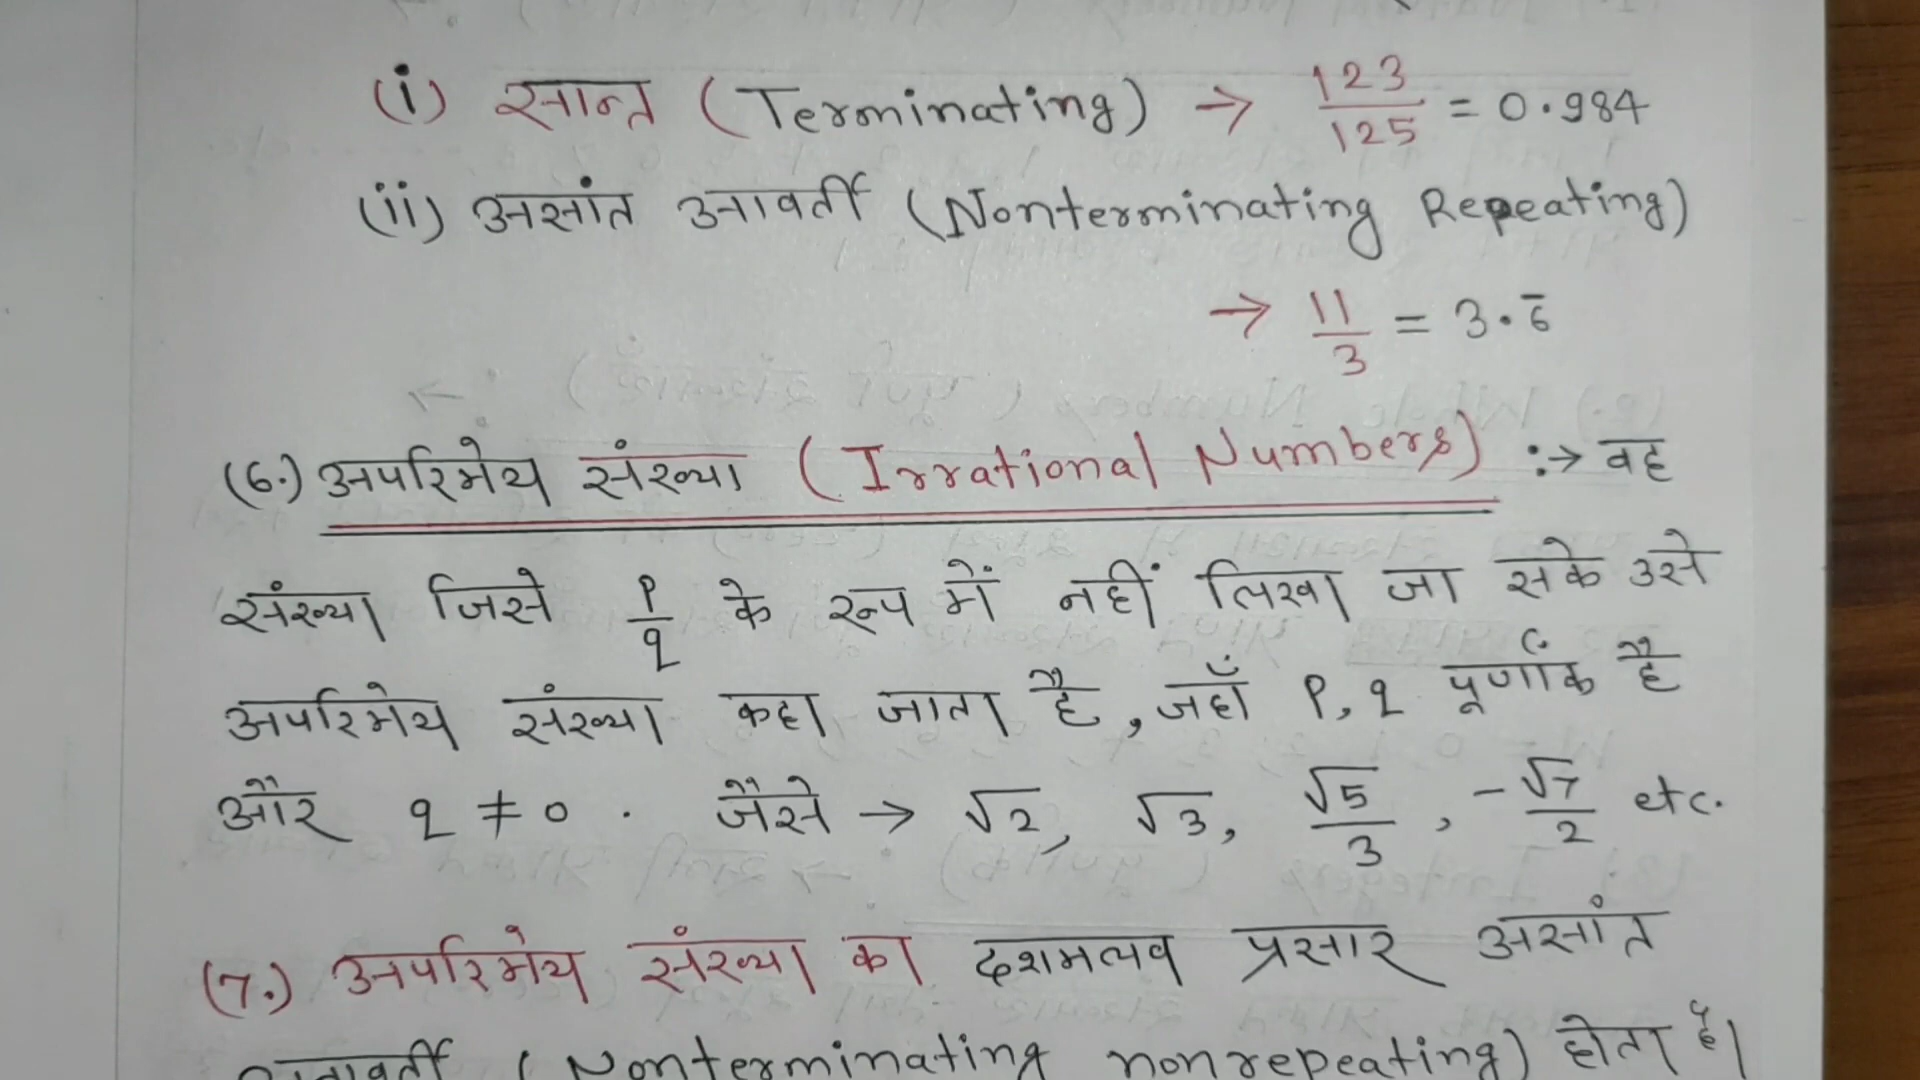 (i) सान्त (Terminating) → 123/125 = 0.984
(ii) असांत आवर्ती (Nonterminating Repeating)
→ 11/3 = 3.6̅
(6.) अपरिमेय संख्या (Irrational Numbers) :→ वह
संख्या जिसे P/q के रूप में नहीं लिखा जा सके उसे
अपरिमेय संख्या कहा जाता है, जहाँ P, q पूर्णांक है
और q ≠ 0 . जैसे → √2, √3, √5/3, -√7/2 etc.
(7.) अपरिमेय संख्या का दशमलव प्रसार असांत
(Nonterminating nonrepeating) होता है।